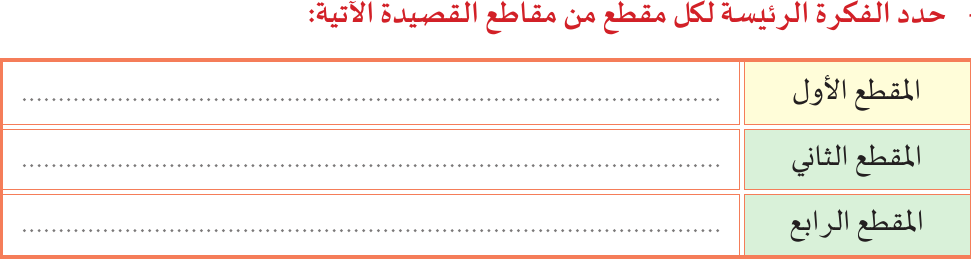 حدد الفكرة الرئيسة لكل مقطع من مقاطع القصيدة الآتية:
المقطع الأول ................................................................................................
المقطع الثاني ................................................................................................
المقطع الرابع ................................................................................................